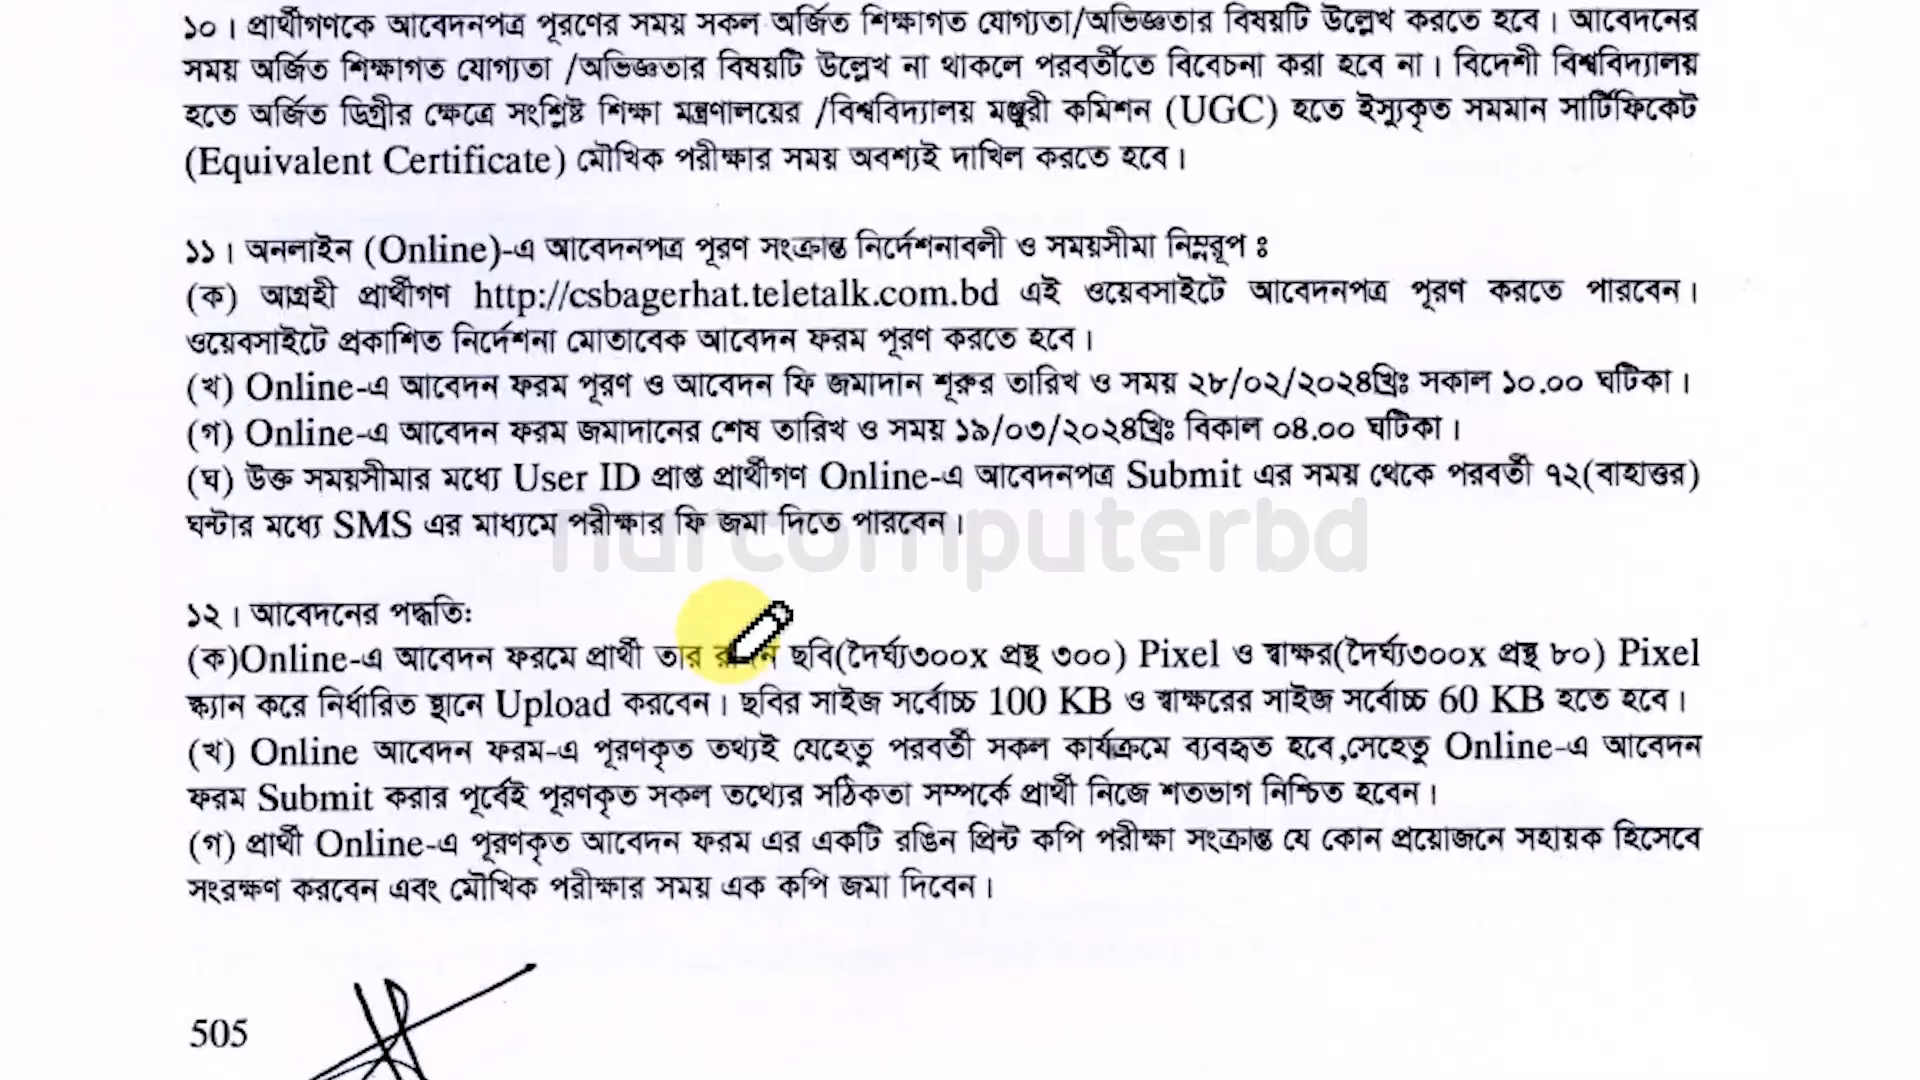 ১০। প্রার্থীগণকে আবেদনপত্র পূরণের সময় সকল অর্জিত শিক্ষাগত যোগ্যতা/অভিজ্ঞতার বিষয়টি উল্লেখ করতে হবে। আবেদনের
সময় অর্জিত শিক্ষাগত যোগ্যতা /অভিজ্ঞতার বিষয়টি উল্লেখ না থাকলে পরবর্তীতে বিবেচনা করা হবে না। বিদেশী বিশ্ববিদ্যালয়
হতে অর্জিত ডিগ্রীর ক্ষেত্রে সংশ্লিষ্ট শিক্ষা মন্ত্রণালয়ের /বিশ্ববিদ্যালয় মঞ্জুরী কমিশন (UGC) হতে ইস্যুকৃত সমমান সার্টিফিকেট
(Equivalent Certificate) মৌখিক পরীক্ষার সময় অবশ্যই দাখিল করতে হবে।
১১। অনলাইন (Online)-এ আবেদনপত্র পূরণ সংক্রান্ত নির্দেশনাবলী ও সময়সীমা নিম্নরূপ ঃ
(ক) আগ্রহী প্রার্থীগণ http://csbagerhat.teletalk.com.bd এই ওয়েবসাইটে আবেদনপত্র পূরণ করতে পারবেন।
ওয়েবসাইটে প্রকাশিত নির্দেশনা মোতাবেক আবেদন ফরম পূরণ করতে হবে।
(খ) Online-এ আবেদন ফরম পূরণ ও আবেদন ফি জমাদান শূরুর তারিখ ও সময় ২৮/০২/২০২৪খ্রিঃ সকাল ১০.০০ ঘটিকা।
(গ) Online-এ আবেদন ফরম জমাদানের শেষ তারিখ ও সময় ১৯/০৩/২০২৪খ্রিঃ বিকাল ০৪.০০ ঘটিকা।
(ঘ) উক্ত সময়সীমার মধ্যে User ID প্রাপ্ত প্রার্থীগণ Online-এ আবেদনপত্র Submit এর সময় থেকে পরবর্তী ৭২(বাহাত্তর)
ঘন্টার মধ্যে SMS এর মাধ্যমে পরীক্ষার ফি জমা দিতে পারবেন।
nurcomputerbd
১২। আবেদনের পদ্ধতি:
(ক)Online-এ আবেদন ফরমে প্রার্থী তার ছবি(দৈর্ঘ্য৩০০x প্রস্থ ৩০০) Pixel ও স্বাক্ষর(দৈর্ঘ্য৩০০x প্রস্থ ৮০) Pixel
স্ক্যান করে নির্ধারিত স্থানে Upload করবেন। ছবির সাইজ সর্বোচ্চ 100 KB ও স্বাক্ষরের সাইজ সর্বোচ্চ 60 KB হতে হবে।
(খ) Online আবেদন ফরম-এ পূরণকৃত তথ্যই যেহেতু পরবর্তী সকল কার্যক্রমে ব্যবহৃত হবে,সেহেতু Online-এ আবেদন
ফরম Submit করার পূর্বেই পূরণকৃত সকল তথ্যের সঠিকতা সম্পর্কে প্রার্থী নিজে শতভাগ নিশ্চিত হবেন।
(গ) প্রার্থী Online-এ পূরণকৃত আবেদন ফরম এর একটি রঙিন প্রিন্ট কপি পরীক্ষা সংক্রান্ত যে কোন প্রয়োজনে সহায়ক হিসেবে
সংরক্ষণ করবেন এবং মৌখিক পরীক্ষার সময় এক কপি জমা দিবেন।
505